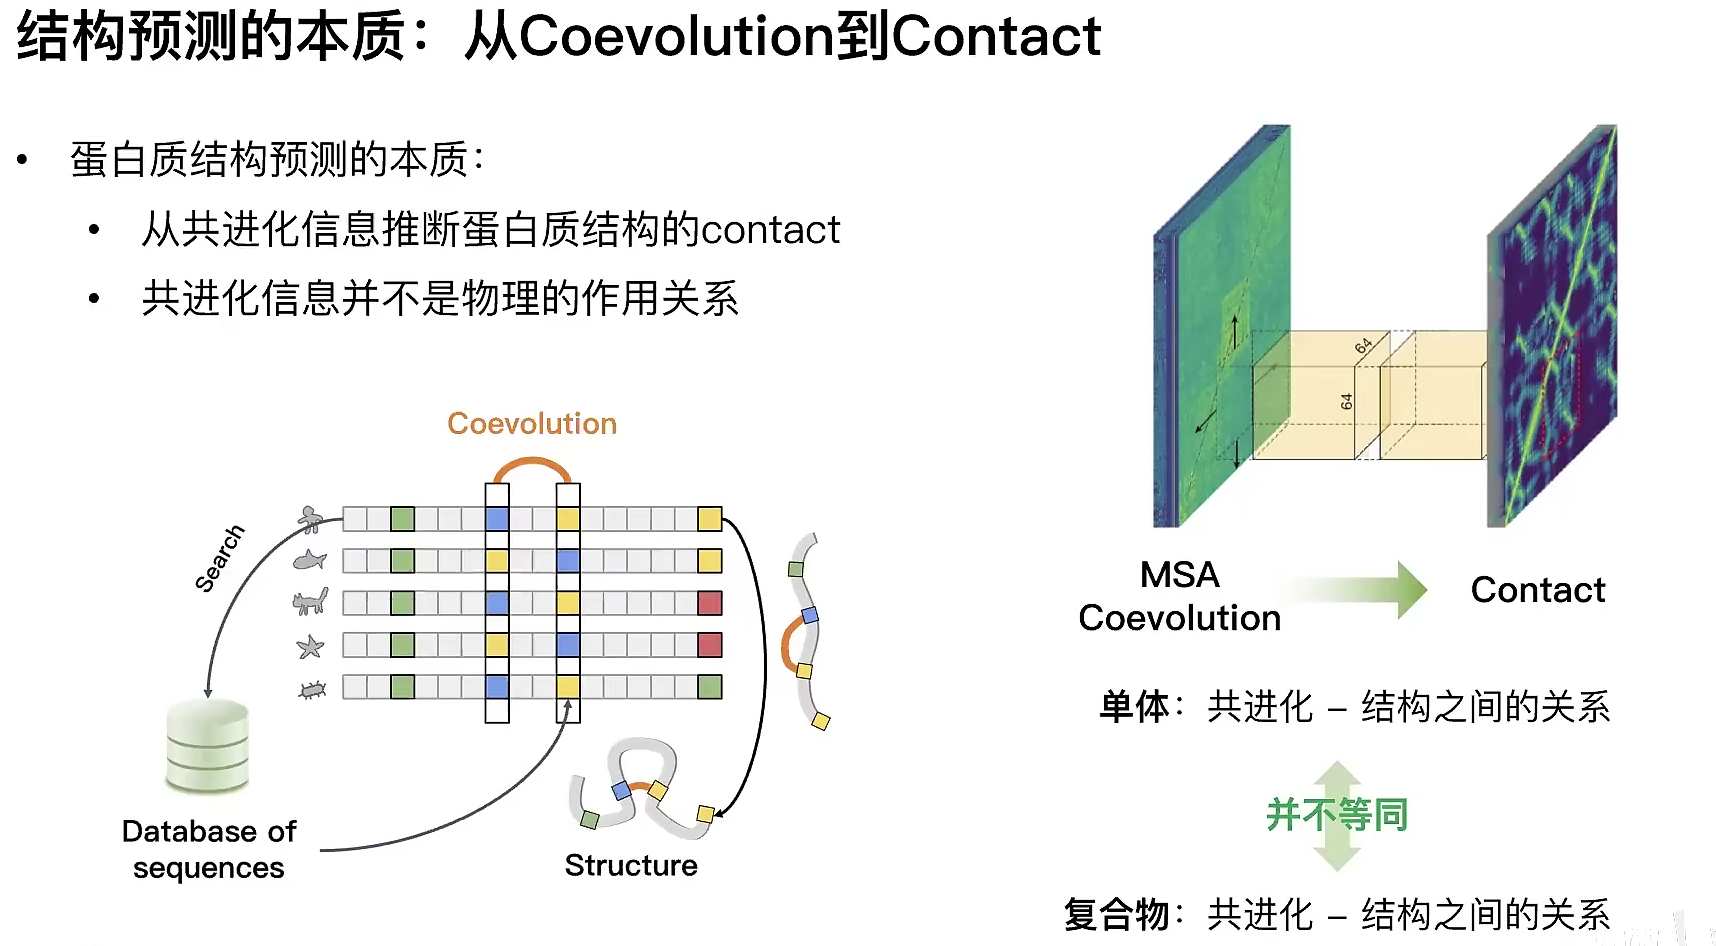 结构预测的本质：从Coevolution到Contact
• 蛋白质结构预测的本质：
• 从共进化信息推断蛋白质结构的contact
• 共进化信息并不是物理的作用关系
Coevolution
Search
Database of
sequences
Structure
64
64
MSA
Coevolution
Contact
单体：共进化 – 结构之间的关系
并不等同
复合物：共进化 – 结构之间的关系